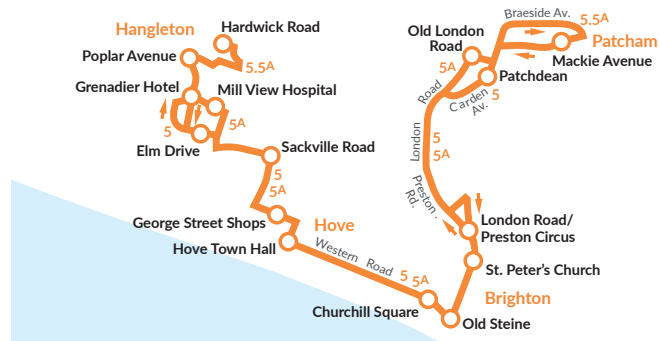 Hangleton
Hardwick Road
Poplar Avenue
5.5A
Grenadier Hotel
Mill View Hospital
5
5A
Elm Drive
Sackville Road
5
5A
George Street Shops
Hove
Hove Town Hall
Western Road
5 5A
Churchill Square
Old Steine
Brighton
St. Peter's Church
London Road/
Preston Circus
Preston
Rd.
London
Road
5
5A
Old London
Road
5A
Carden
Av.
5
Patchdean
Braeside Av.
5.5A
Patcham
Mackie Avenue